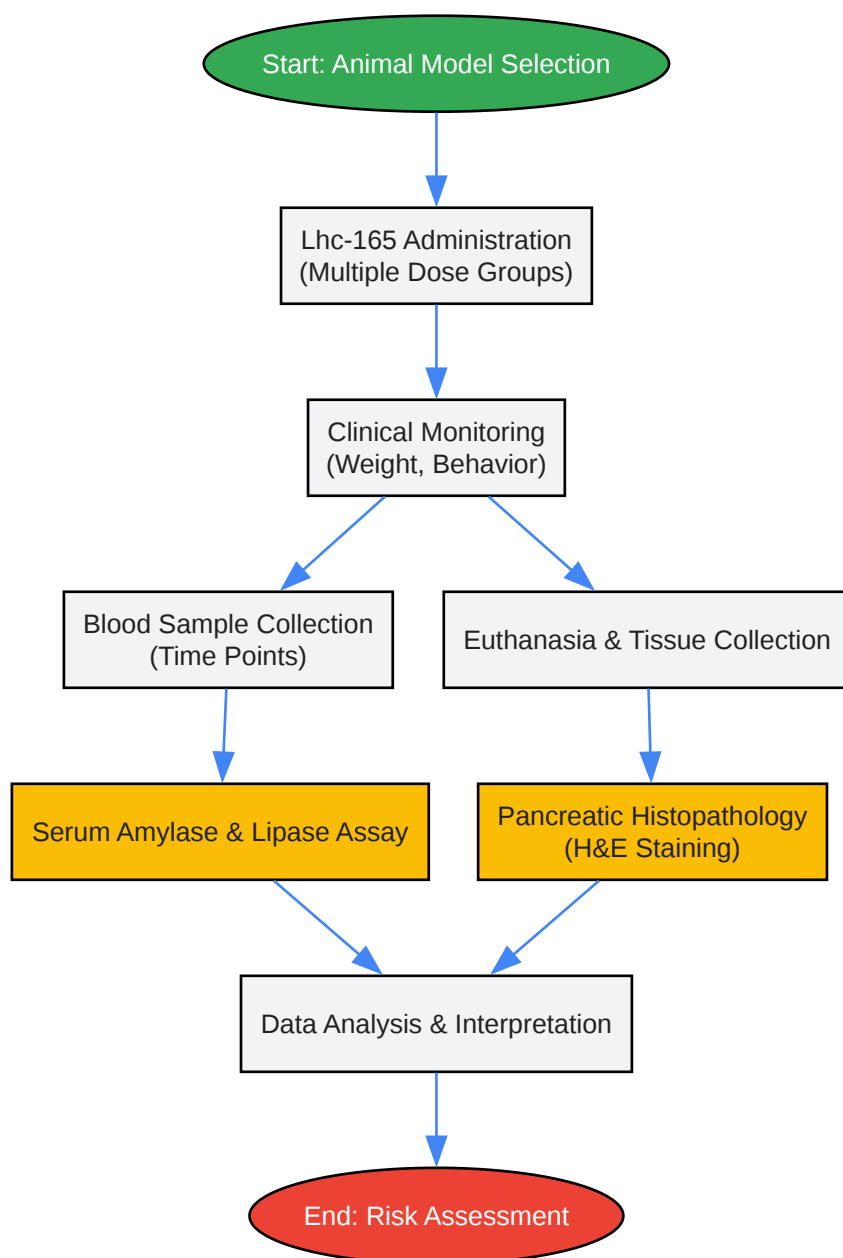 Start: Animal Model Selection
Lhc-165 Administration
(Multiple Dose Groups)
Clinical Monitoring
(Weight, Behavior)
Blood Sample Collection
(Time Points)
Euthanasia & Tissue Collection
Serum Amylase & Lipase Assay
Pancreatic Histopathology
(H&E Staining)
Data Analysis & Interpretation
End: Risk Assessment